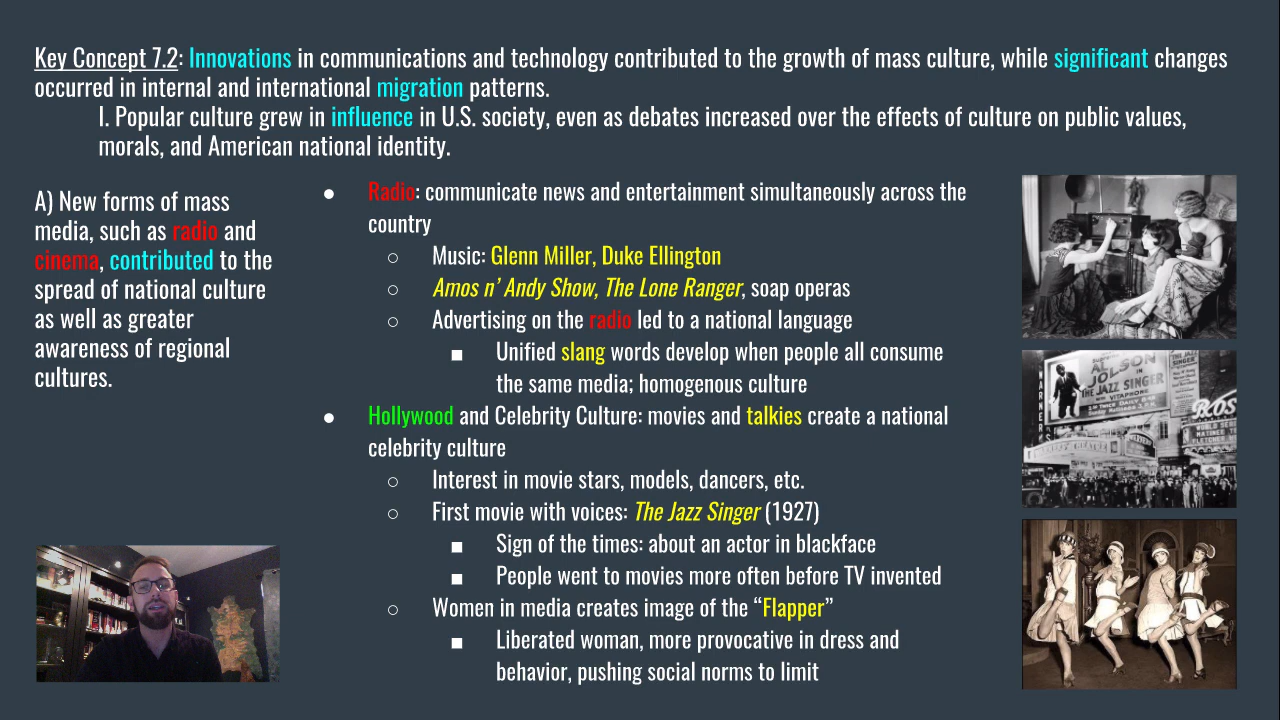 Key Concept 7.2: Innovations in communications and technology contributed to the growth of mass culture, while significant changes
occurred in internal and international migration patterns.
I. Popular culture grew in influence in U.S. society, even as debates increased over the effects of culture on public values,
morals, and American national identity.
A) New forms of mass
media, such as radio and
cinema, contributed to the
spread of national culture
as well as greater
awareness of regional
cultures.
● Radio: communicate news and entertainment simultaneously across the
country
○ Music: Glenn Miller, Duke Ellington
○ Amos n' Andy Show, The Lone Ranger, soap operas
○ Advertising on the radio led to a national language
■ Unified slang words develop when people all consume
the same media; homogenous culture
● Hollywood and Celebrity Culture: movies and talkies create a national
celebrity culture
○ Interest in movie stars, models, dancers, etc.
○ First movie with voices: The Jazz Singer (1927)
■ Sign of the times: about an actor in blackface
■ People went to movies more often before TV invented
○ Women in media creates image of the “Flapper”
■ Liberated woman, more provocative in dress and
behavior, pushing social norms to limit
AL
JOLSON
IN
THE JAZZ SINGER
WITH VITAPHONE